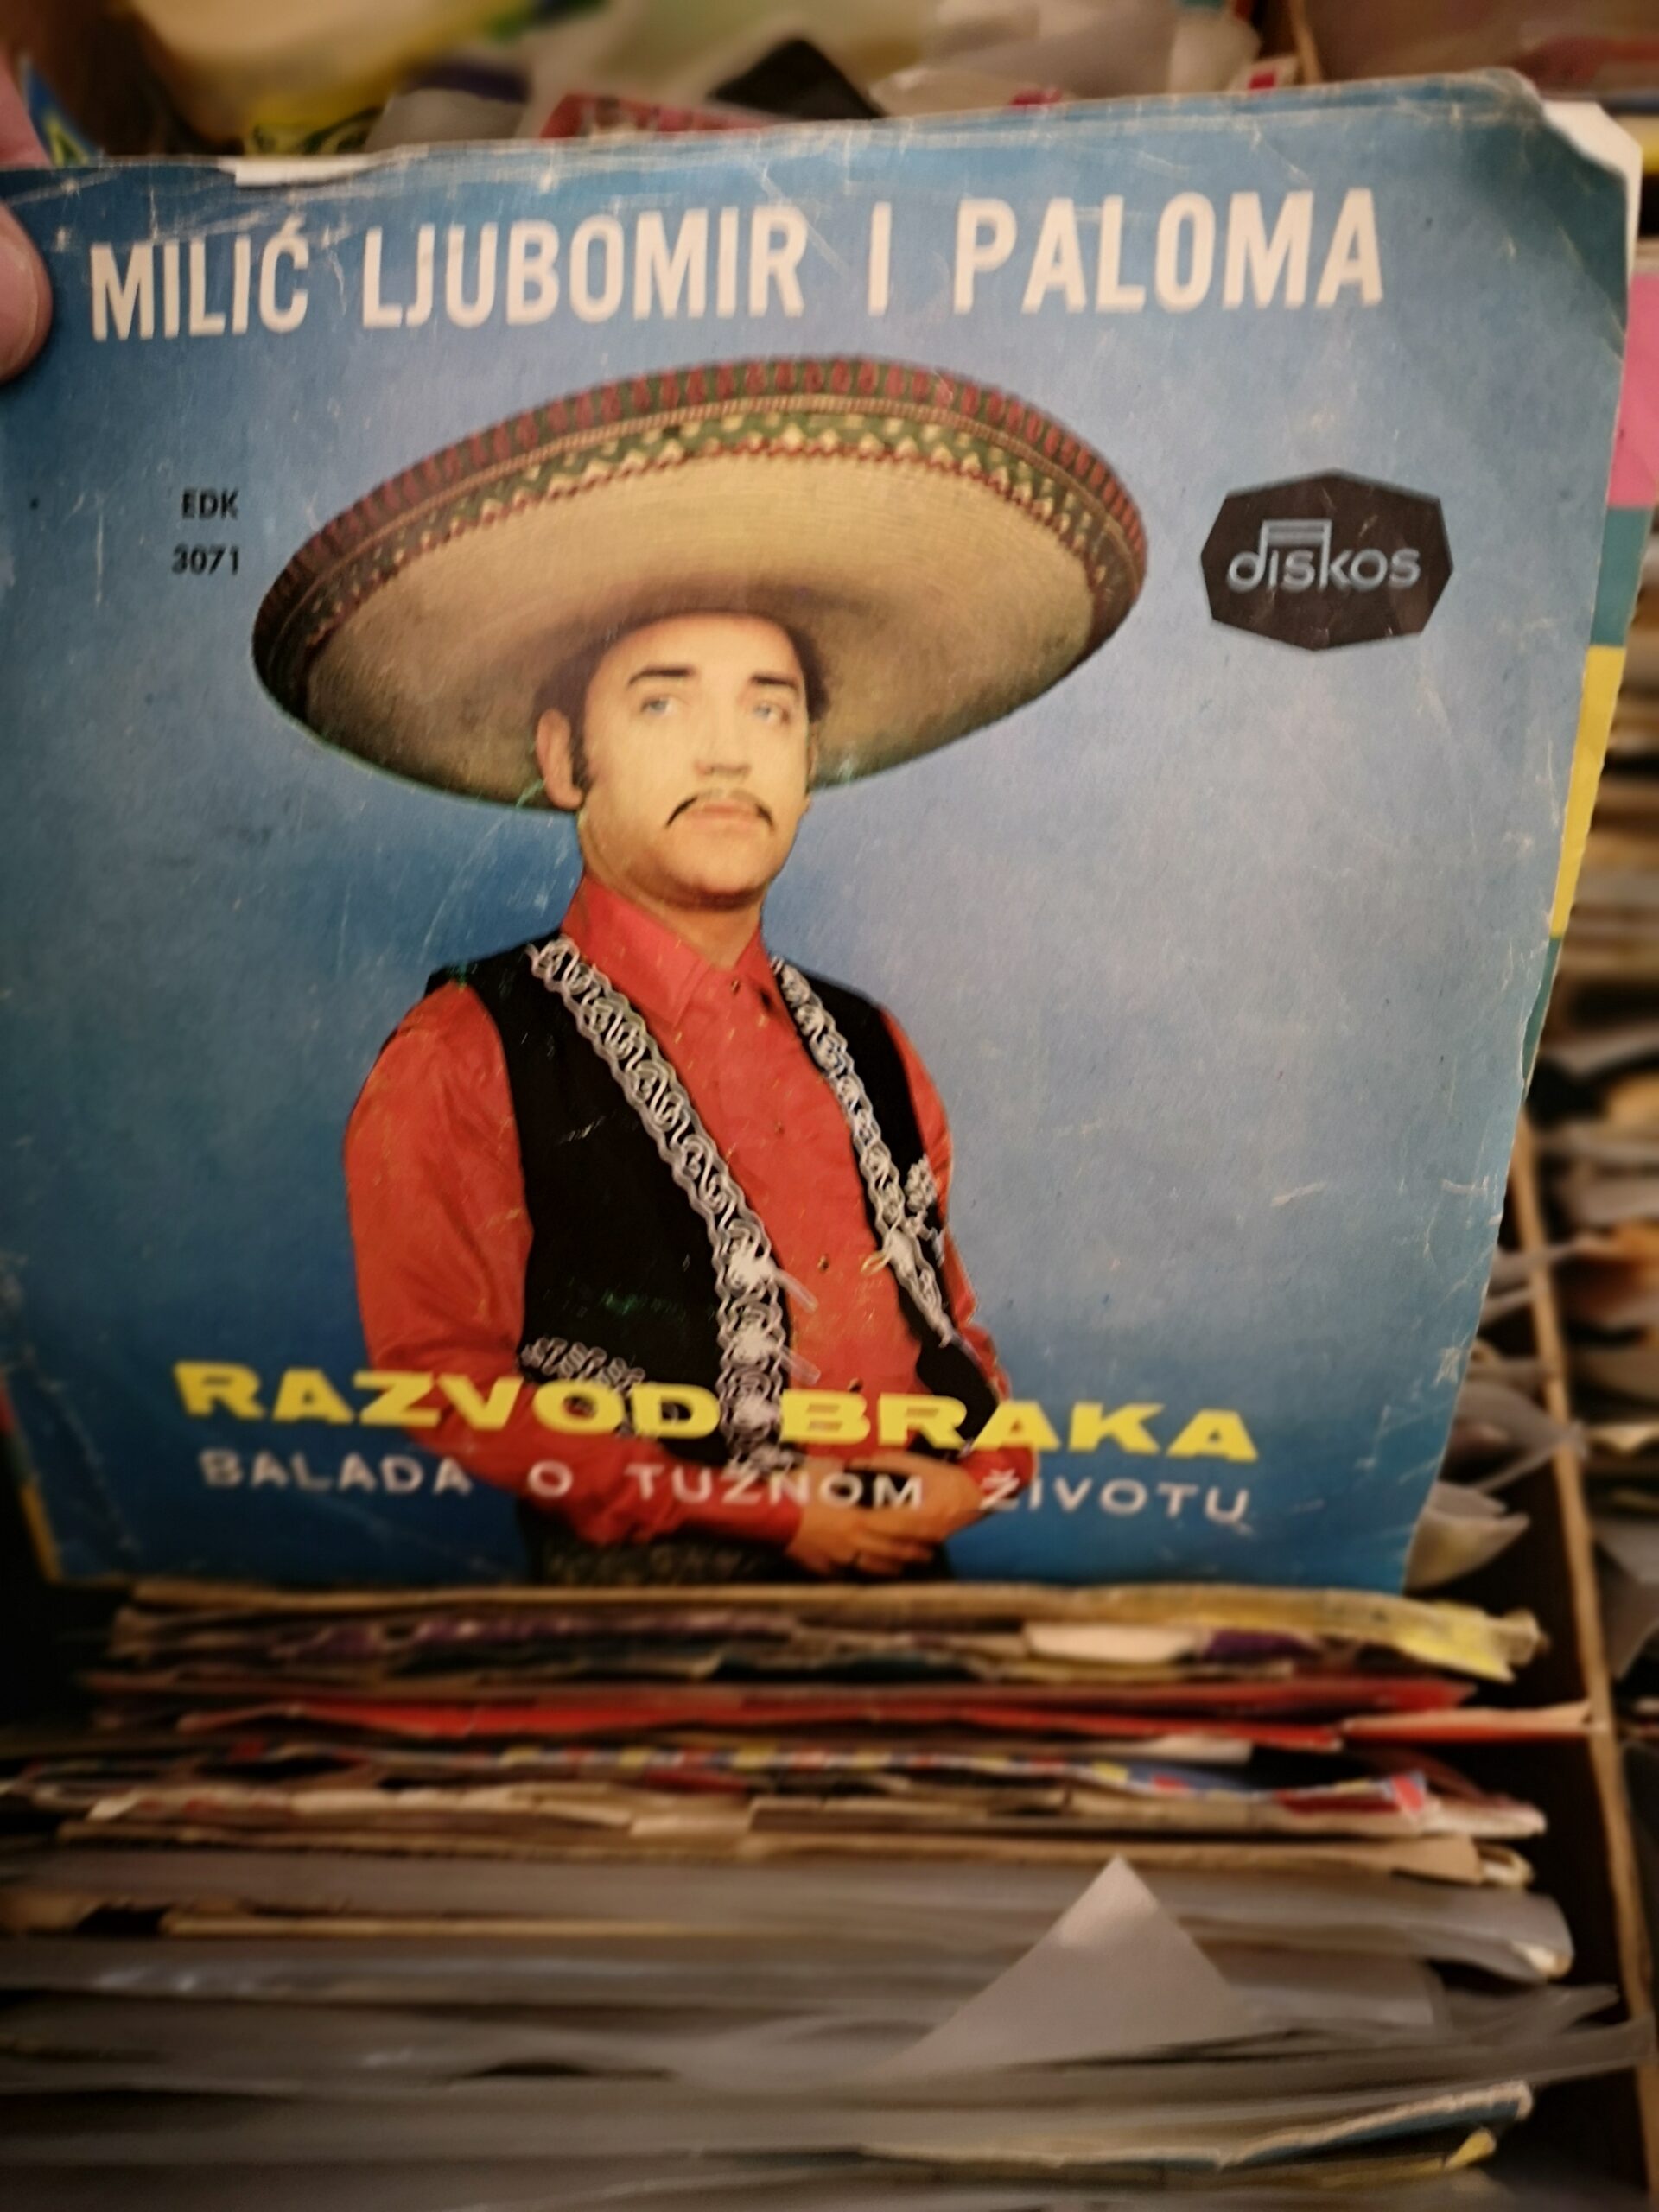 MILIĆ LJUBOMIR I PALOMA
EDK
3071
diskos
RAZVOD BRAKA
BALADA O TUŽNOM ŽIVOTU